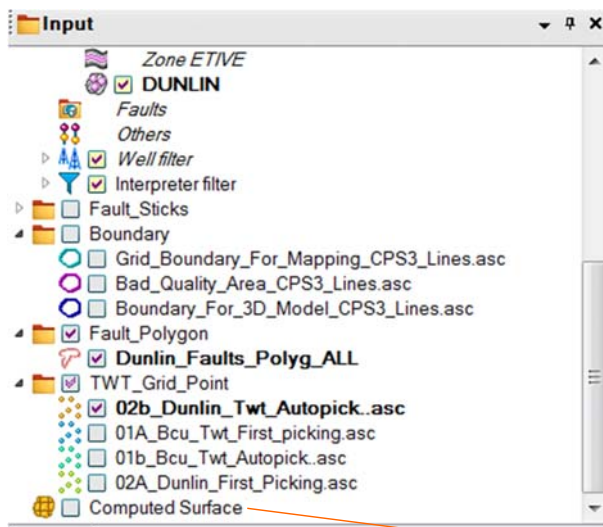 Input
Zone ETIVE
DUNLIN
Faults
Others
Well filter
Interpreter filter
Fault_Sticks
Boundary
Grid_Boundary_For_Mapping_CPS3_Lines.asc
Bad_Quality_Area_CPS3_Lines.asc
Boundary_For_3D_Model_CPS3_Lines.asc
Fault_Polygon
Dunlin_Faults_Polyg_ALL
TWT_Grid_Point
02b_Dunlin_Twt_Autopick..asc
01A_Bcu_Twt_First_picking.asc
01b_Bcu_Twt_Autopick..asc
02A_Dunlin_First_Picking.asc
Computed Surface